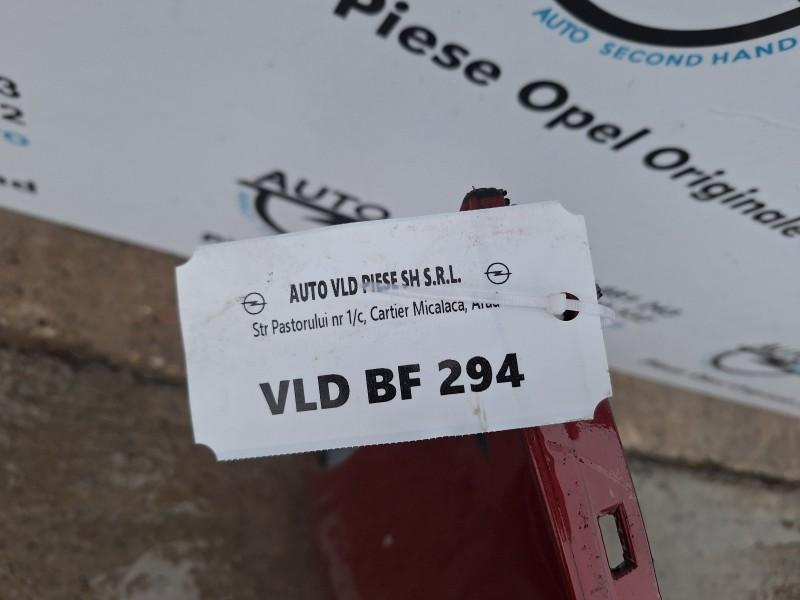 Piese Opel Originale
AUTO SECOND HAND
AUTO
AUTO VLD PIESE SH S.R.L.
Str Pastorului nr 1/c, Cartier Micalaca, Arad
VLD BF 294